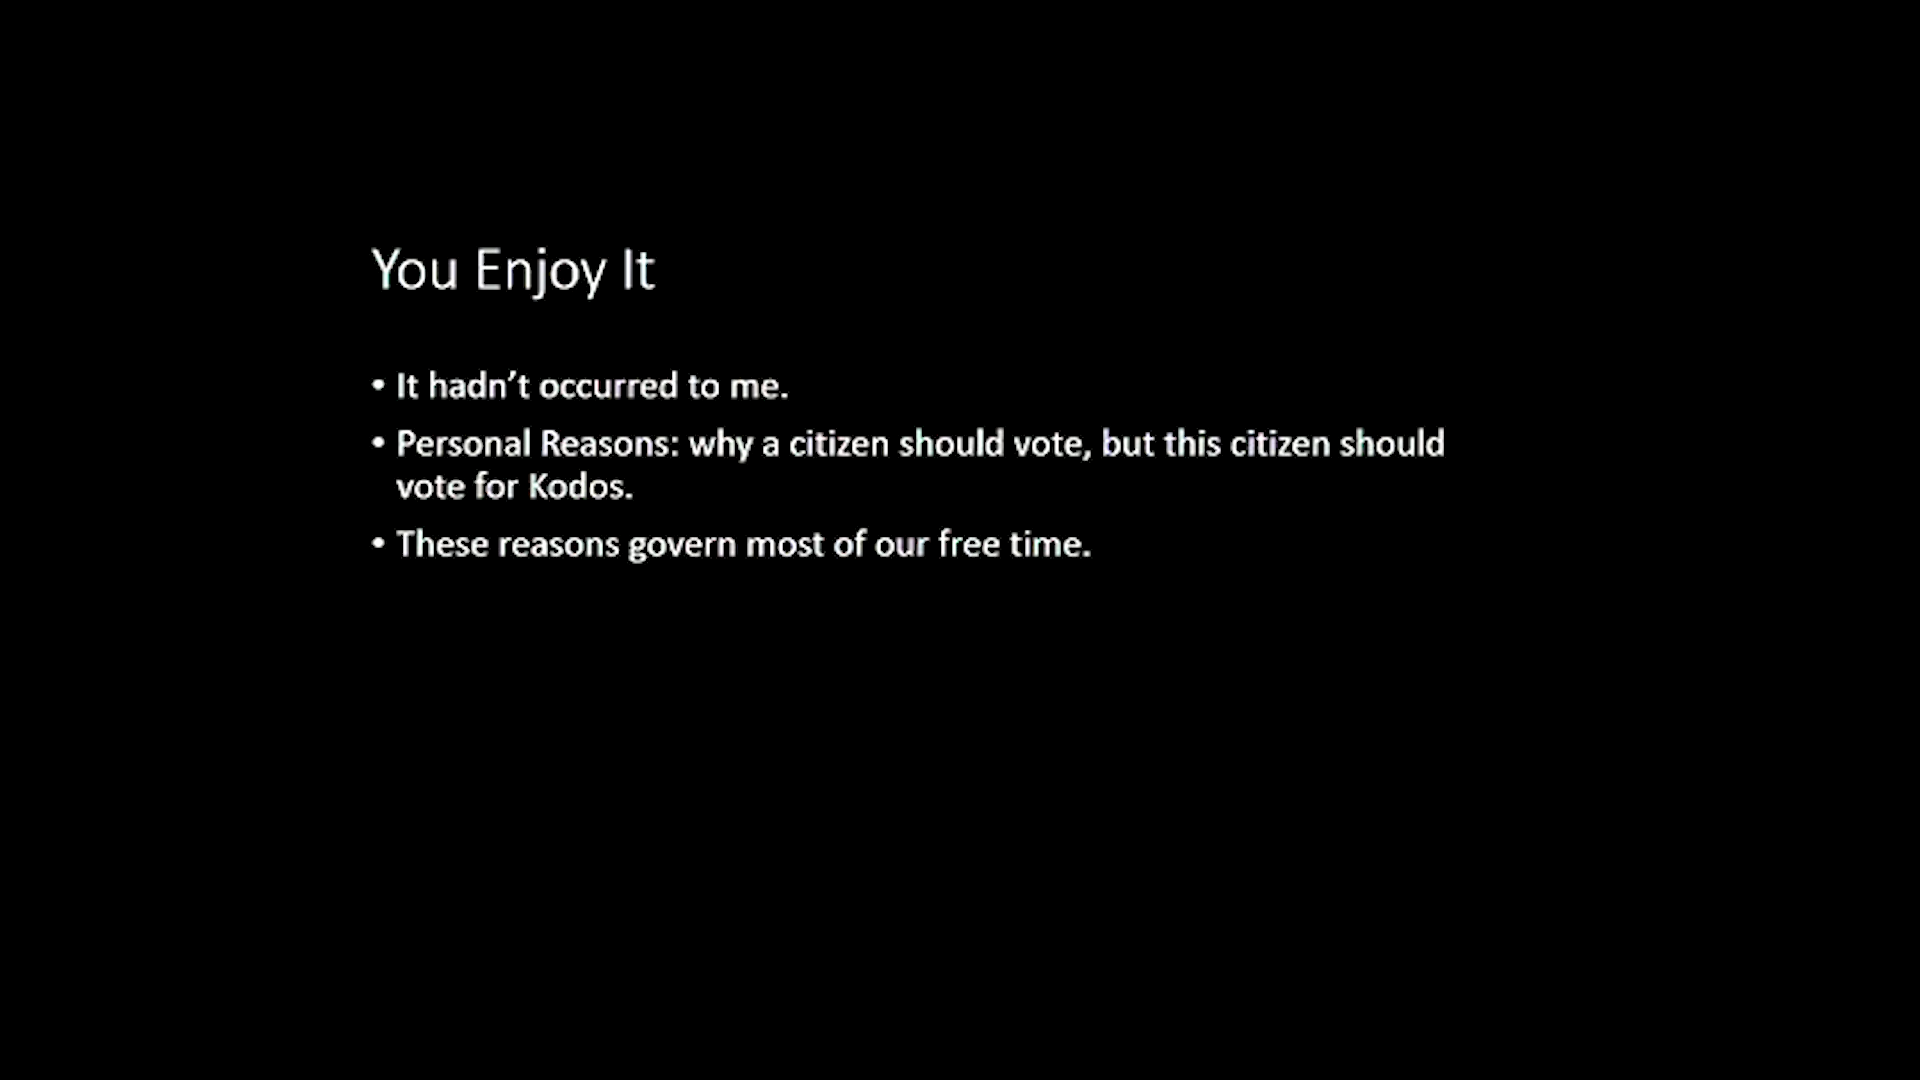 You Enjoy It
• It hadn’t occurred to me.
• Personal Reasons: why a citizen should vote, but this citizen should
vote for Kodos.
• These reasons govern most of our free time.